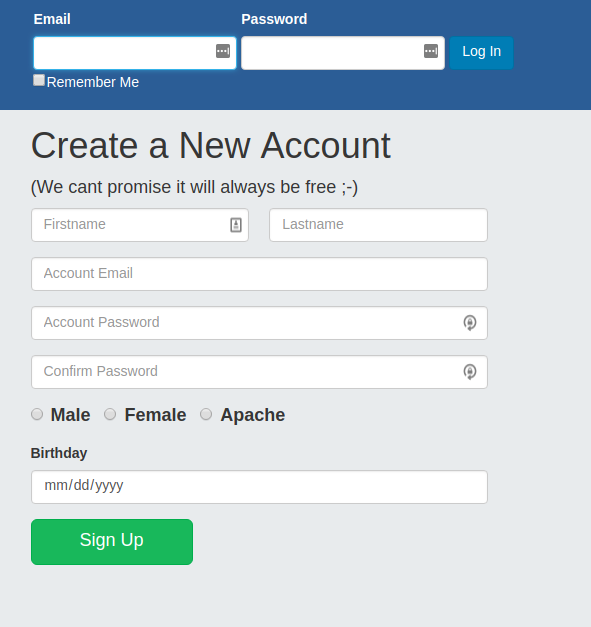 Email Password
Log In
Remember Me
Create a New Account
(We cant promise it will always be free ;-)
Firstname Lastname
Account Email
Account Password
Confirm Password
Male Female Apache
Birthday
mm/dd/yyyy
Sign Up